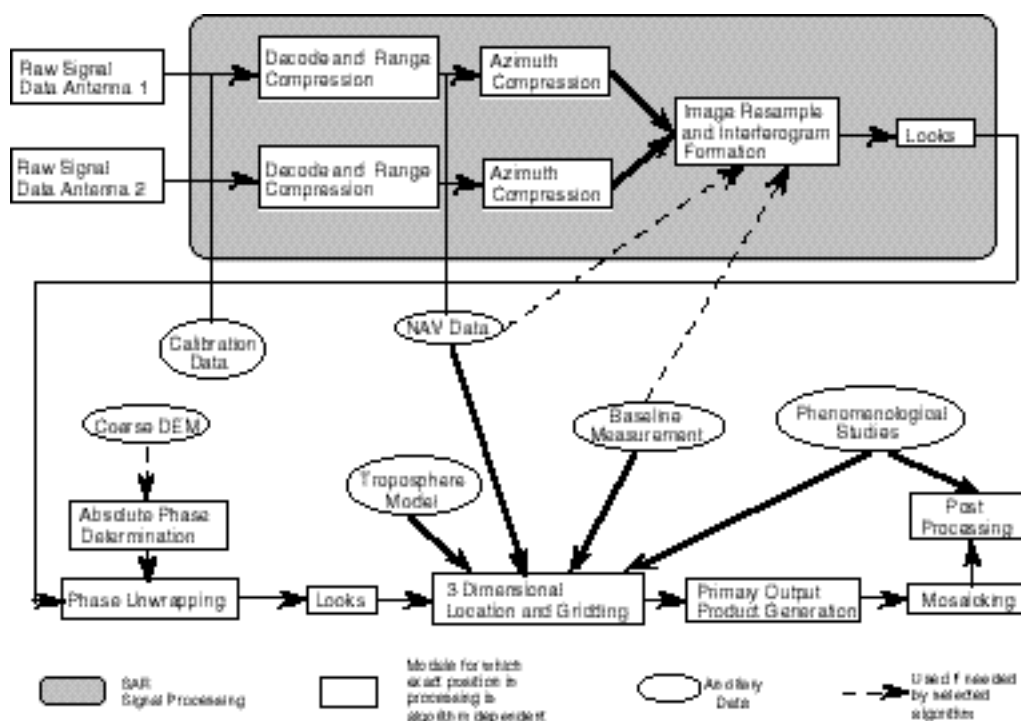 Raw Signal
Data Antenna 1
Decode and Range
Compression
Azimuth
Compression
Image Resample
and Interferogram
Formation
Looks
Raw Signal
Data Antenna 2
Decode and Range
Compression
Azimuth
Compression
Calibration
Data
NAV Data
Coarse DEM
Baseline
Measurement
Phenomenological
Studies
Troposphere
Model
Absolute Phase
Determination
Post
Processing
Phase Unwrapping
Looks
3 Dimensional
Location and Gridding
Primary Output
Product Generation
Mosaicking
SAR
Signal Processing
Module for which
exact position in
processing is
algorithm dependent
Ancillary
Data
Used if needed
by selected
algorithm